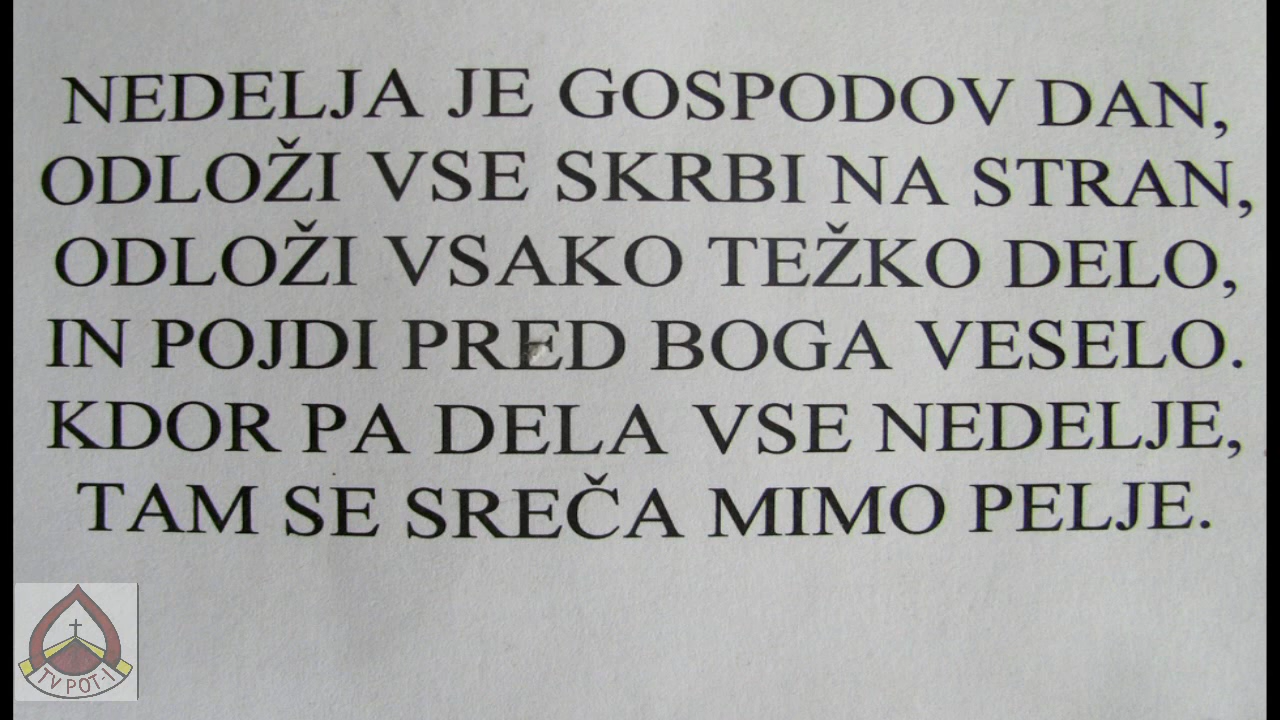 NEDELJA JE GOSPODOV DAN,
ODLOŽI VSE SKRBI NA STRAN,
ODLOŽI VSAKO TEŽKO DELO,
IN POJDI PRED BOGA VESELO.
KDOR PA DELA VSE NEDELJE,
TAM SE SREČA MIMO PELJE.
TV POT-I